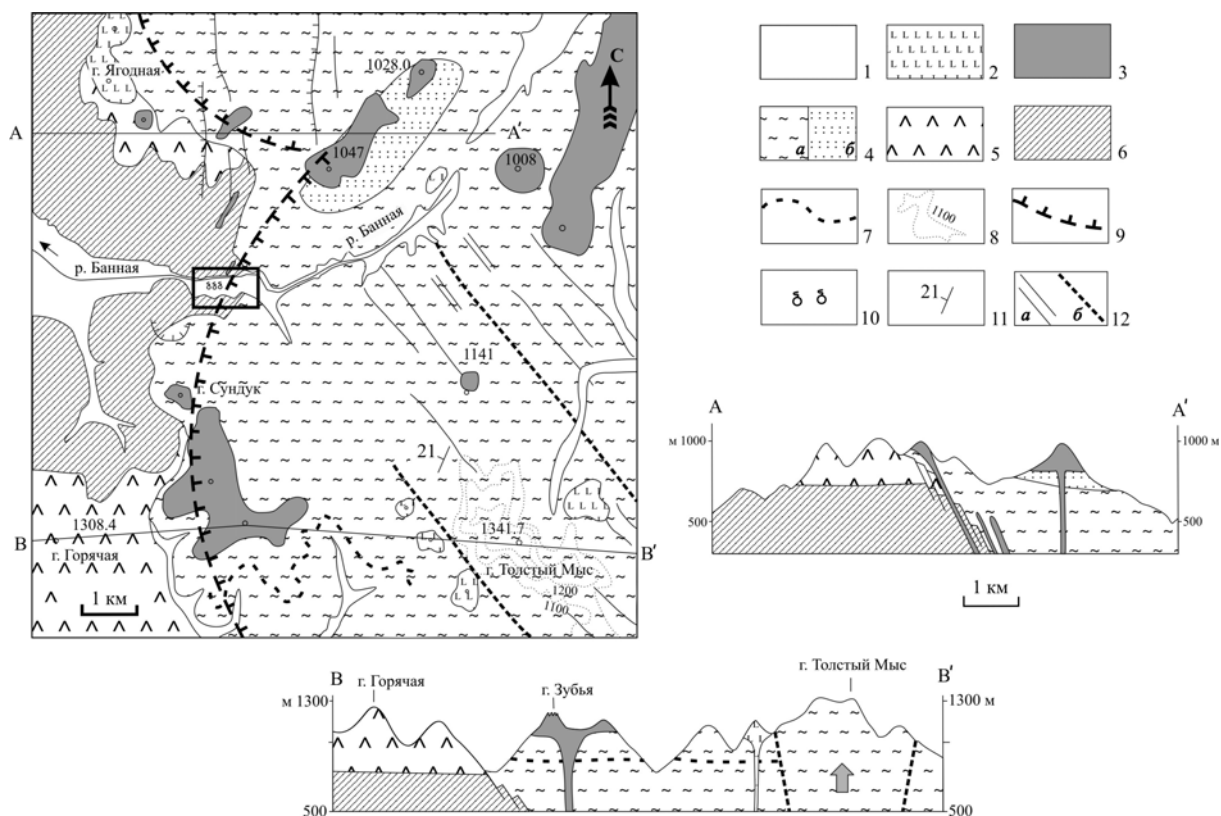 С
г. Ягодная
1028.0
А
А'
1047
1008
р. Банная
р. Банная
1141
г. Сундук
21
1308.4
1341.7
В
В'
г. Горячая
г. Толстый Мыс
1200
1100
1 км
1
2
3
а
б
4
5
6
7
1100
8
9
10
21
11
а
б
12
А
А'
м 1000
1000 м
500
500
1 км
В
г. Горячая
г. Зубья
г. Толстый Мыс
В'
м 1300
1300 м
500
500